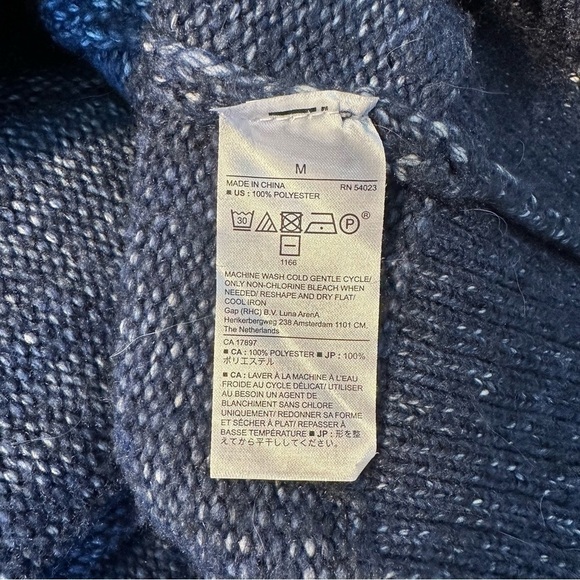 M
MADE IN CHINA RN 54023
■ US : 100% POLYESTER
30 P ®
1166
MACHINE WASH COLD GENTLE CYCLE/
ONLY NON-CHLORINE BLEACH WHEN
NEEDED/ RESHAPE AND DRY FLAT/
COOL IRON
Gap (RHC) B.V. Luna ArenA
Herikerbergweg 238 Amsterdam 1101 CM,
The Netherlands
CA 17897
■ CA : 100% POLYESTER ■ JP : 100%
ポリエステル
■ CA : LAVER À LA MACHINE À L'EAU
FROIDE AU CYCLE DÉLICAT/ UTILISER
AU BESOIN UN AGENT DE
BLANCHIMENT SANS CHLORE
UNIQUEMENT/ REDONNER SA FORME
ET SÉCHER À PLAT/ REPASSER À
BASSE TEMPÉRATURE ■ JP : 形を整
えてから平干ししてください。